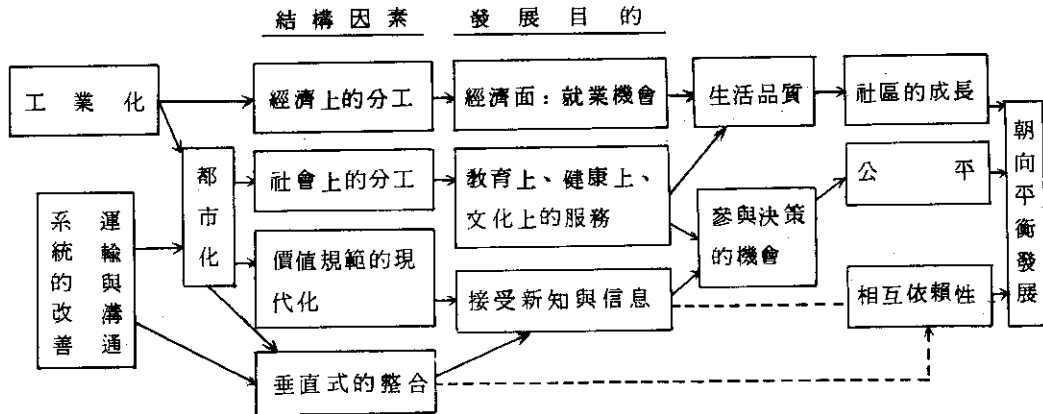 結構因素
發展目的
工業化
經濟上的分工
經濟面：就業機會
生活品質
社區的成長
都市化
社會上的分工
教育上、健康上、
文化上的服務
公平
運輸與溝通
系統的改善
價值規範的現
代化
接受新知與信息
參與決策
的機會
相互依賴性
垂直式的整合
朝向平衡發展